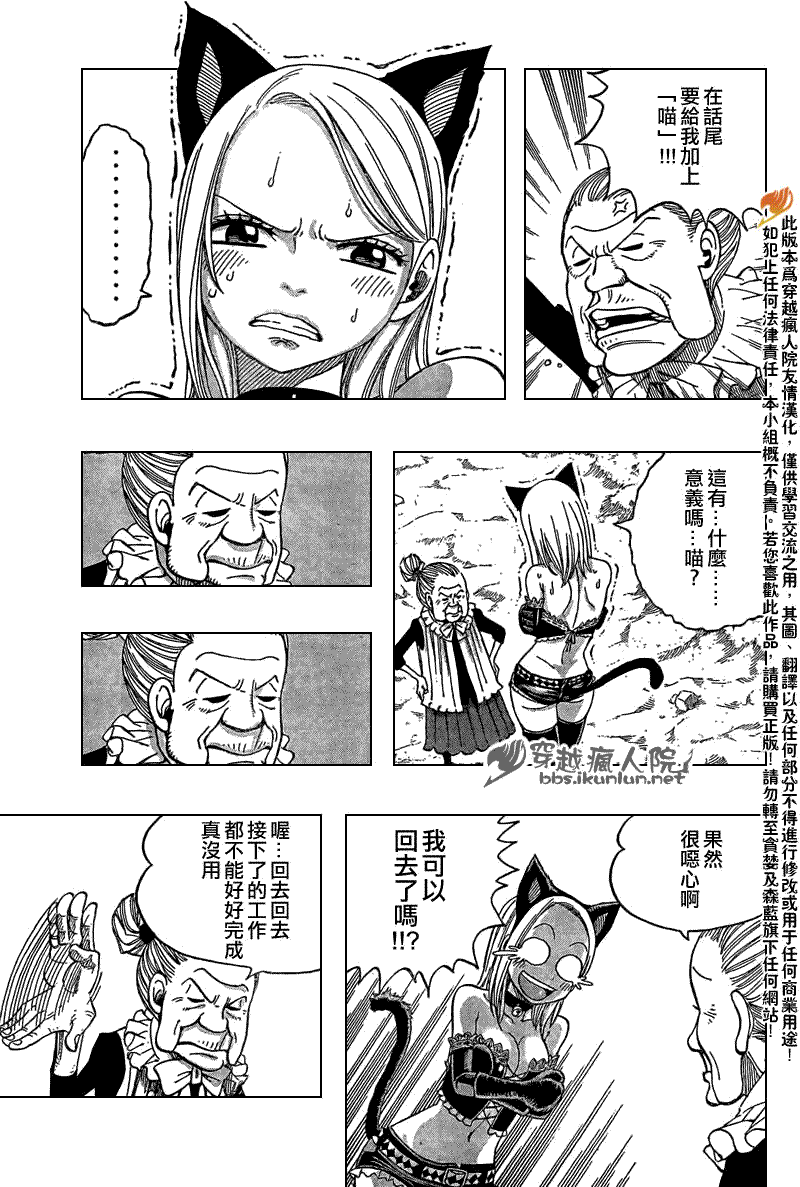 在話尾
要給我加上
「喵」!!!
………
這有…什麼……
意義嗎…喵?
果然
很噁心啊
我可以
回去了嗎
!!?
喔…回去回去
接下了的工作
都不能好好完成
真沒用
穿越瘋人院
bbs.ikunlun.net
此版本爲穿越瘋人院友情漢化，僅供學習交流之用，其圖、翻譯以及任何部分不得進行修改或用于任何商業用途！
如犯上任何法律責任，本小組概不負責。若您喜歡此作品，請購買正版！請勿轉至貪婪及森藍旗下任何網站！